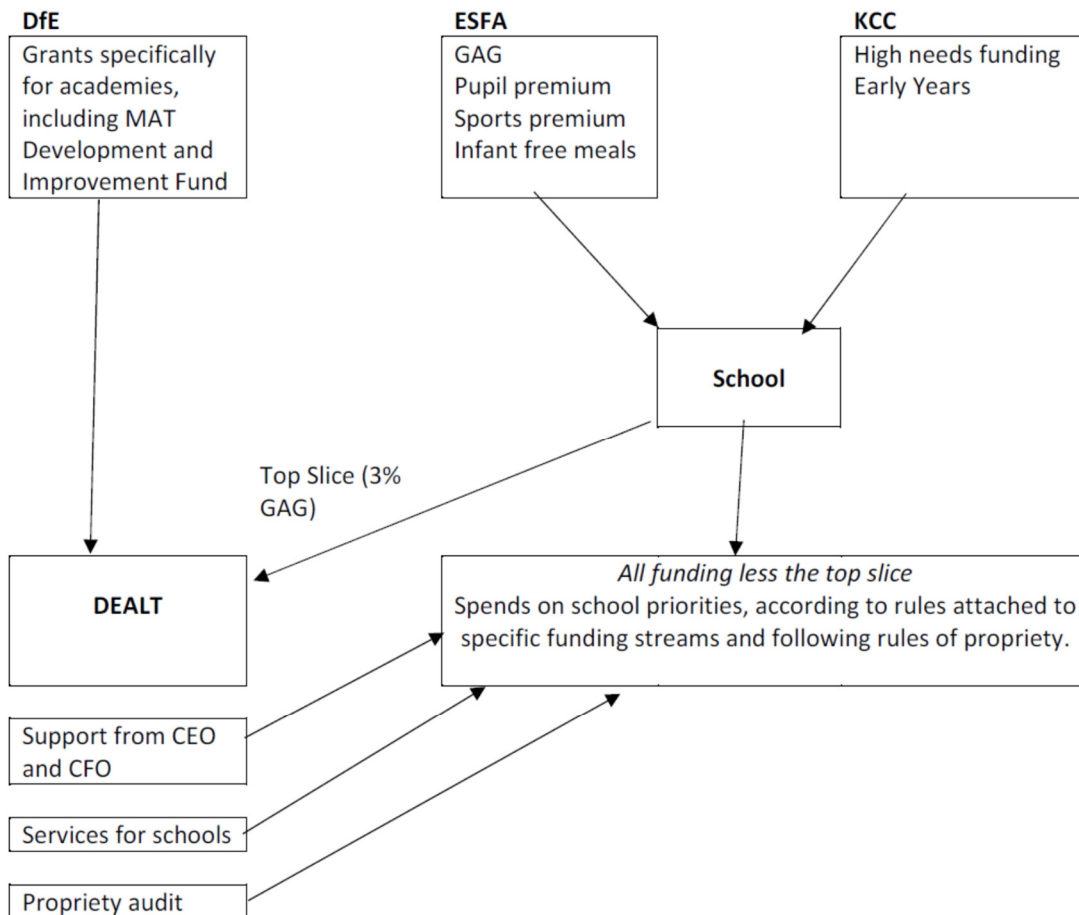 DfE
Grants specifically
for academies,
including MAT
Development and
Improvement Fund
ESFA
GAG
Pupil premium
Sports premium
Infant free meals
KCC
High needs funding
Early Years
School
Top Slice (3%
GAG)
DEALT
All funding less the top slice
Spends on school priorities, according to rules attached to
specific funding streams and following rules of propriety.
Support from CEO
and CFO
Services for schools
Propriety audit